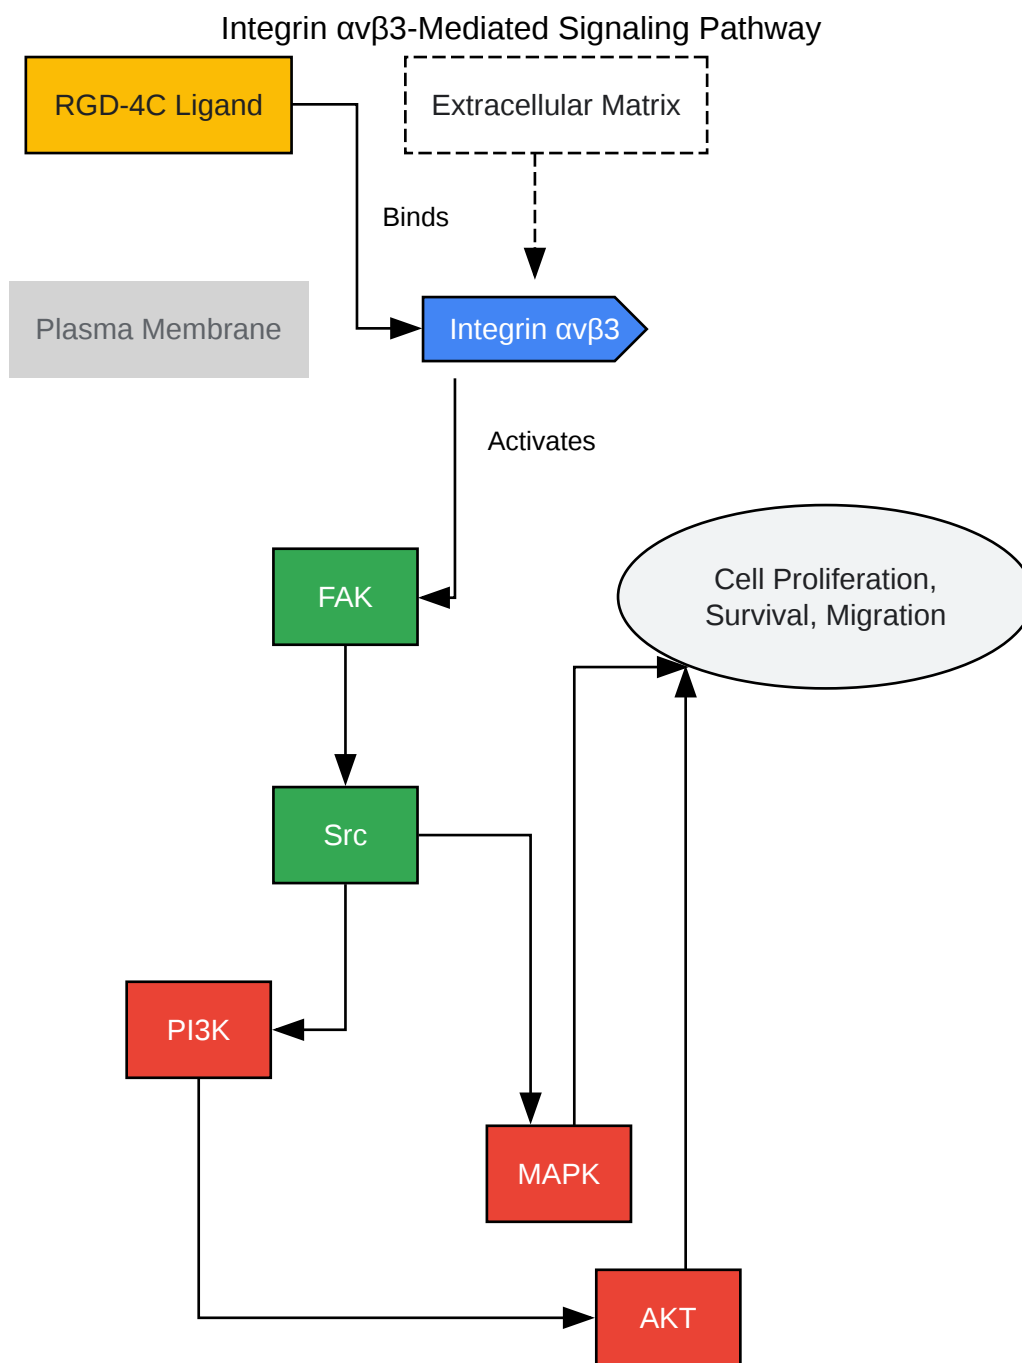 Integrin αvβ3-Mediated Signaling Pathway
RGD-4C Ligand
Extracellular Matrix
Binds
Plasma Membrane
Integrin αvβ3
Activates
FAK
Cell Proliferation,
Survival, Migration
Src
PI3K
MAPK
AKT